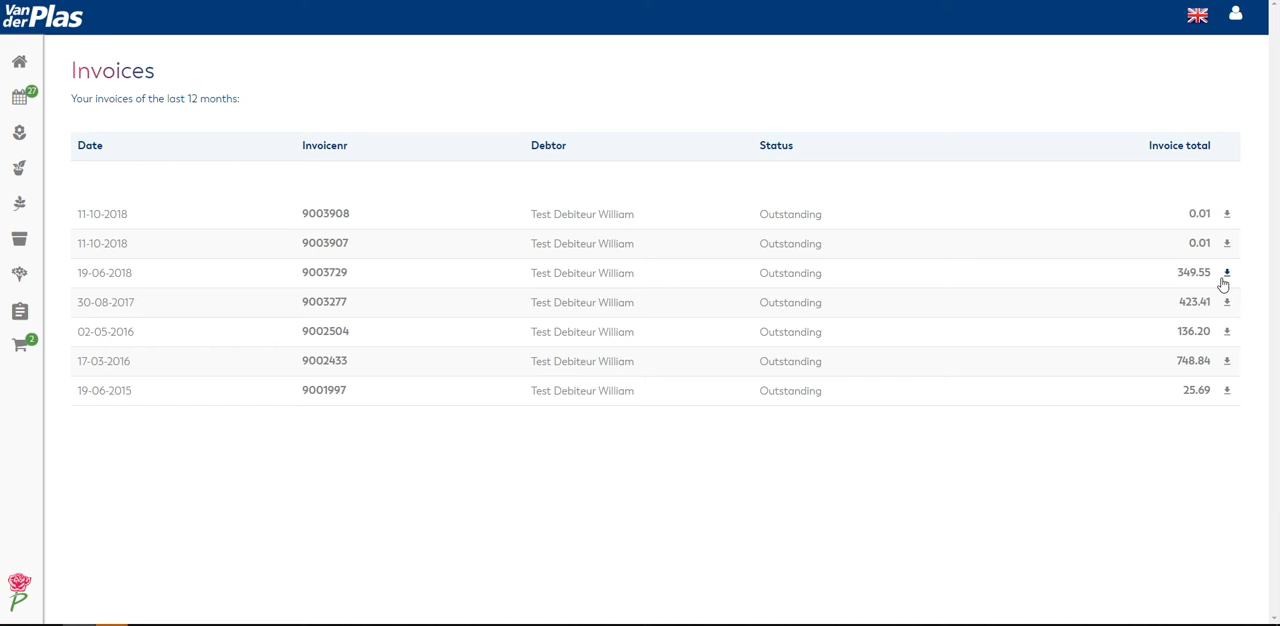 Van
der Plas
27
2
Invoices
Your invoices of the last 12 months:
Date Invoicenr Debtor Status Invoice total
11-10-2018 9003908 Test Debiteur William Outstanding 0.01
11-10-2018 9003907 Test Debiteur William Outstanding 0.01
19-06-2018 9003729 Test Debiteur William Outstanding 349.55
30-08-2017 9003277 Test Debiteur William Outstanding 423.41
02-05-2016 9002504 Test Debiteur William Outstanding 136.20
17-03-2016 9002433 Test Debiteur William Outstanding 748.84
19-06-2015 9001997 Test Debiteur William Outstanding 25.69
P